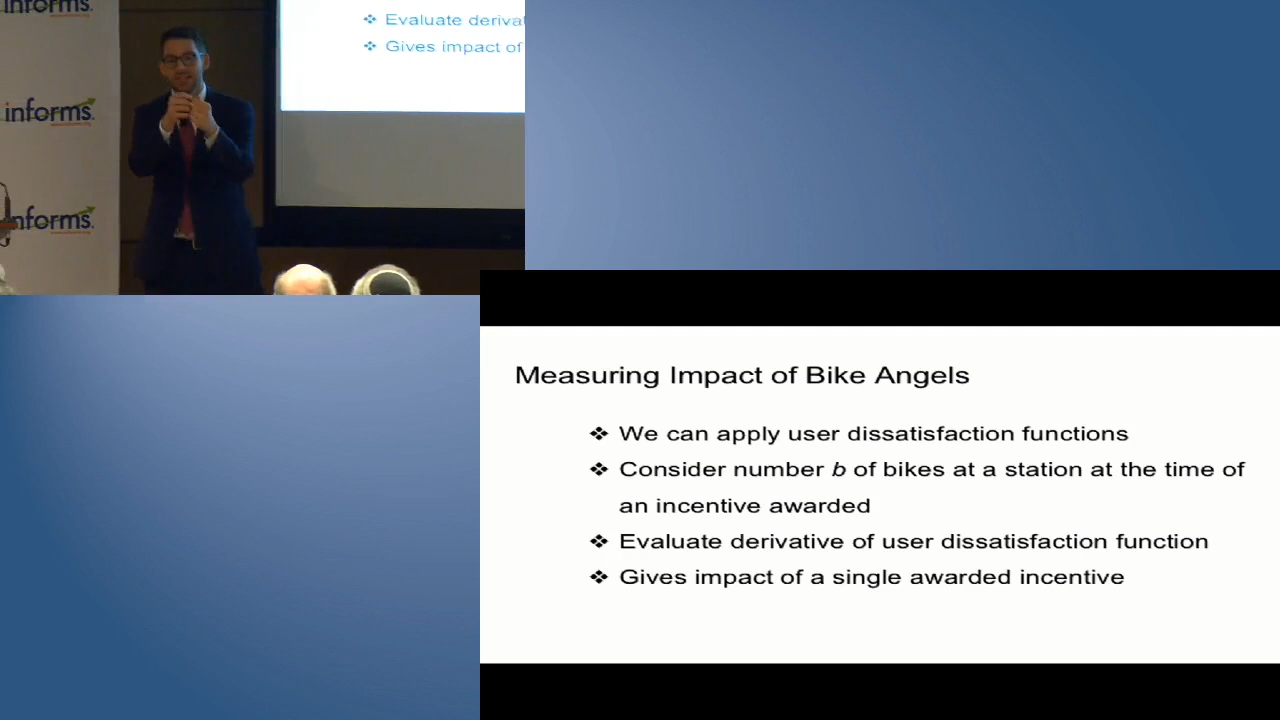 informs.
Evaluate
Gives impact of
informs.
informs.
Measuring Impact of Bike Angels
❖ We can apply user dissatisfaction functions
❖ Consider number b of bikes at a station at the time of
an incentive awarded
❖ Evaluate derivative of user dissatisfaction function
❖ Gives impact of a single awarded incentive